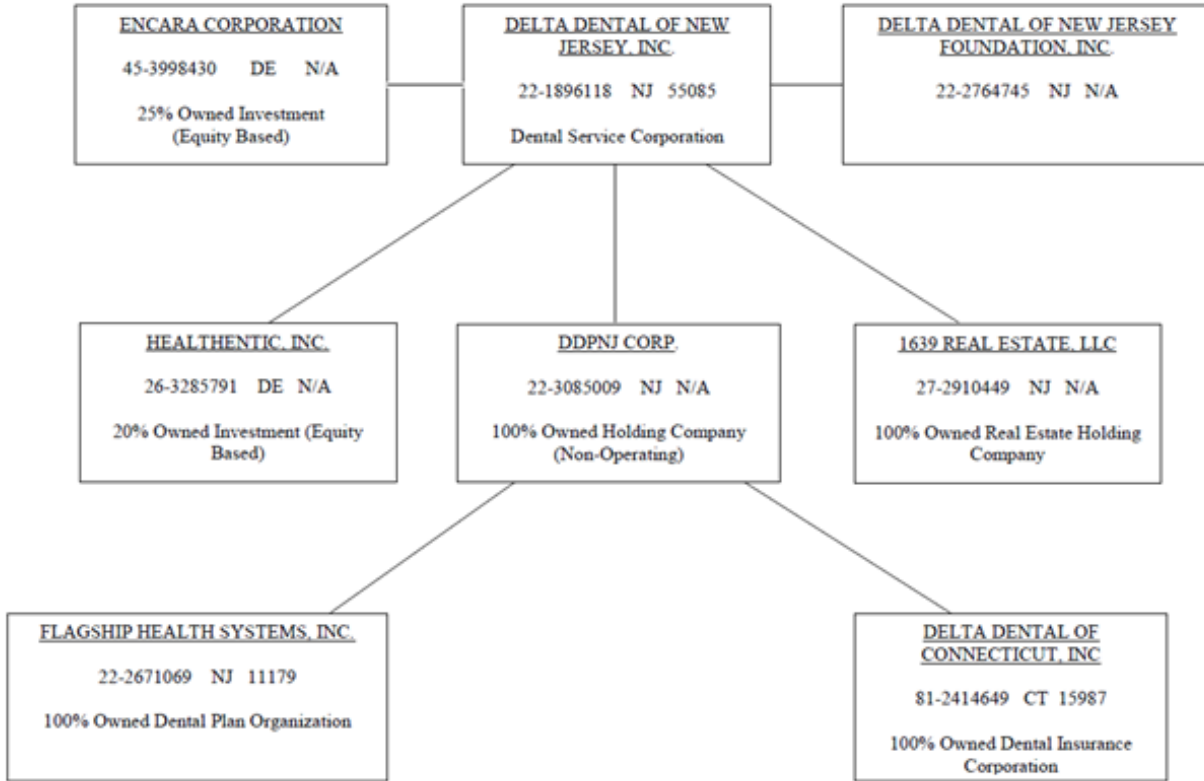 ENCARA CORPORATION
45-3998430 DE N/A
25% Owned Investment
(Equity Based)
DELTA DENTAL OF NEW
JERSEY, INC.
22-1896118 NJ 55085
Dental Service Corporation
DELTA DENTAL OF NEW JERSEY
FOUNDATION, INC.
22-2764745 NJ N/A
HEALTHENTIC, INC.
26-3285791 DE N/A
20% Owned Investment (Equity
Based)
DDPNJ CORP.
22-3085009 NJ N/A
100% Owned Holding Company
(Non-Operating)
1639 REAL ESTATE, LLC
27-2910449 NJ N/A
100% Owned Real Estate Holding
Company
FLAGSHIP HEALTH SYSTEMS, INC.
22-2671069 NJ 11179
100% Owned Dental Plan Organization
DELTA DENTAL OF
CONNECTICUT, INC
81-2414649 CT 15987
100% Owned Dental Insurance
Corporation